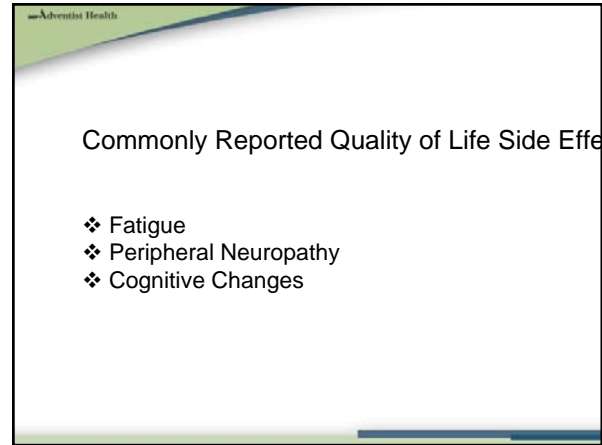 Adventist Health
Commonly Reported Quality of Life Side Effe
❖ Fatigue
❖ Peripheral Neuropathy
❖ Cognitive Changes